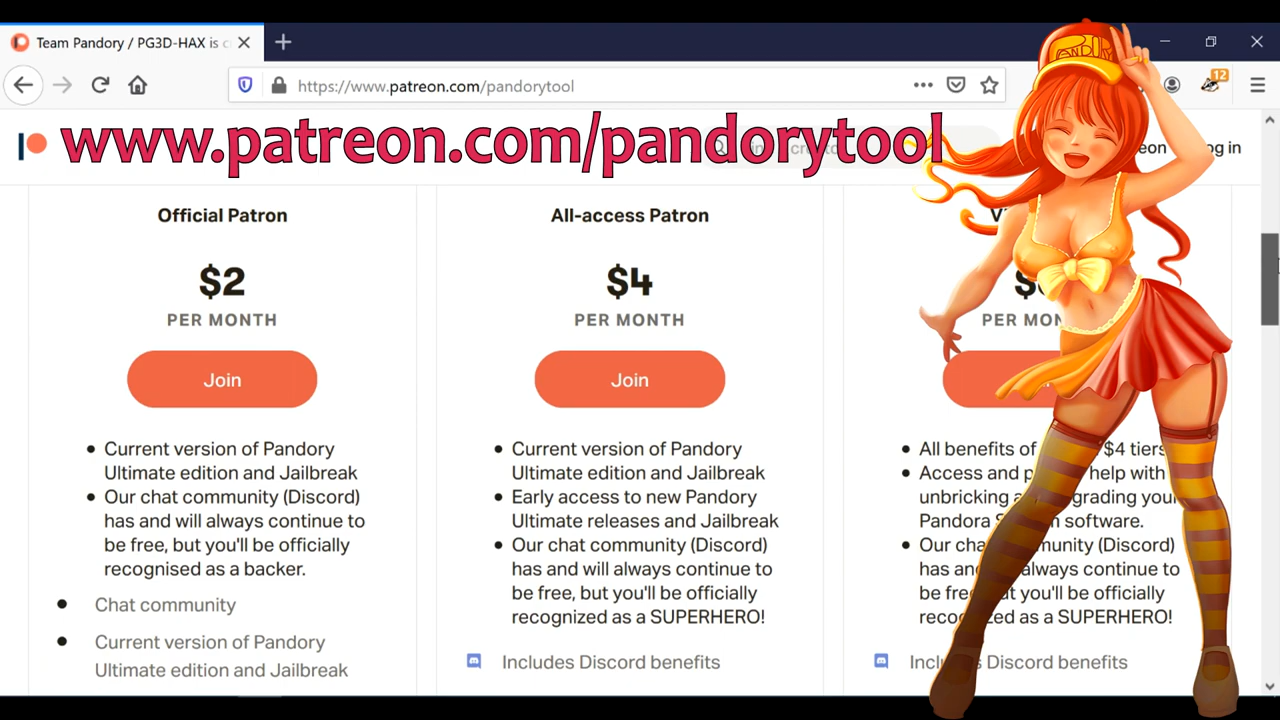 Team Pandory / PG3D-HAX is c
https://www.patreon.com/pandorytool
12
www.patreon.com/pandorytool
eon
og in
Official Patron
$2
PER MONTH
Join
Current version of Pandory
Ultimate edition and Jailbreak
Our chat community (Discord)
has and will always continue to
be free, but you'll be officially
recognised as a backer.
Chat community
Current version of Pandory
Ultimate edition and Jailbreak
All-access Patron
$4
PER MONTH
Join
Current version of Pandory
Ultimate edition and Jailbreak
Early access to new Pandory
Ultimate releases and Jailbreak
Our chat community (Discord)
has and will always continue to
be free, but you'll be officially
recognized as a SUPERHERO!
Includes Discord benefits
$
PER MON
All benefits of $4 tiers
Access and help with
unbricking grading your
Pandora software.
Our munity (Discord)
has always continue to
be you'll be officially
as a SUPERHERO!
Discord benefits
PANDORY